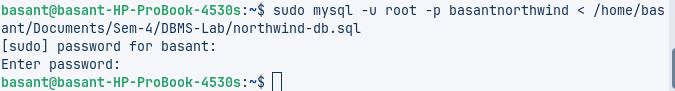 basant@basant-HP-ProBook-4530s:~$ sudo mysql -u root -p basantnorthwind < /home/bas
ant/Documents/Sem-4/DBMS-Lab/northwind-db.sql
[sudo] password for basant:
Enter password:
basant@basant-HP-ProBook-4530s:~$